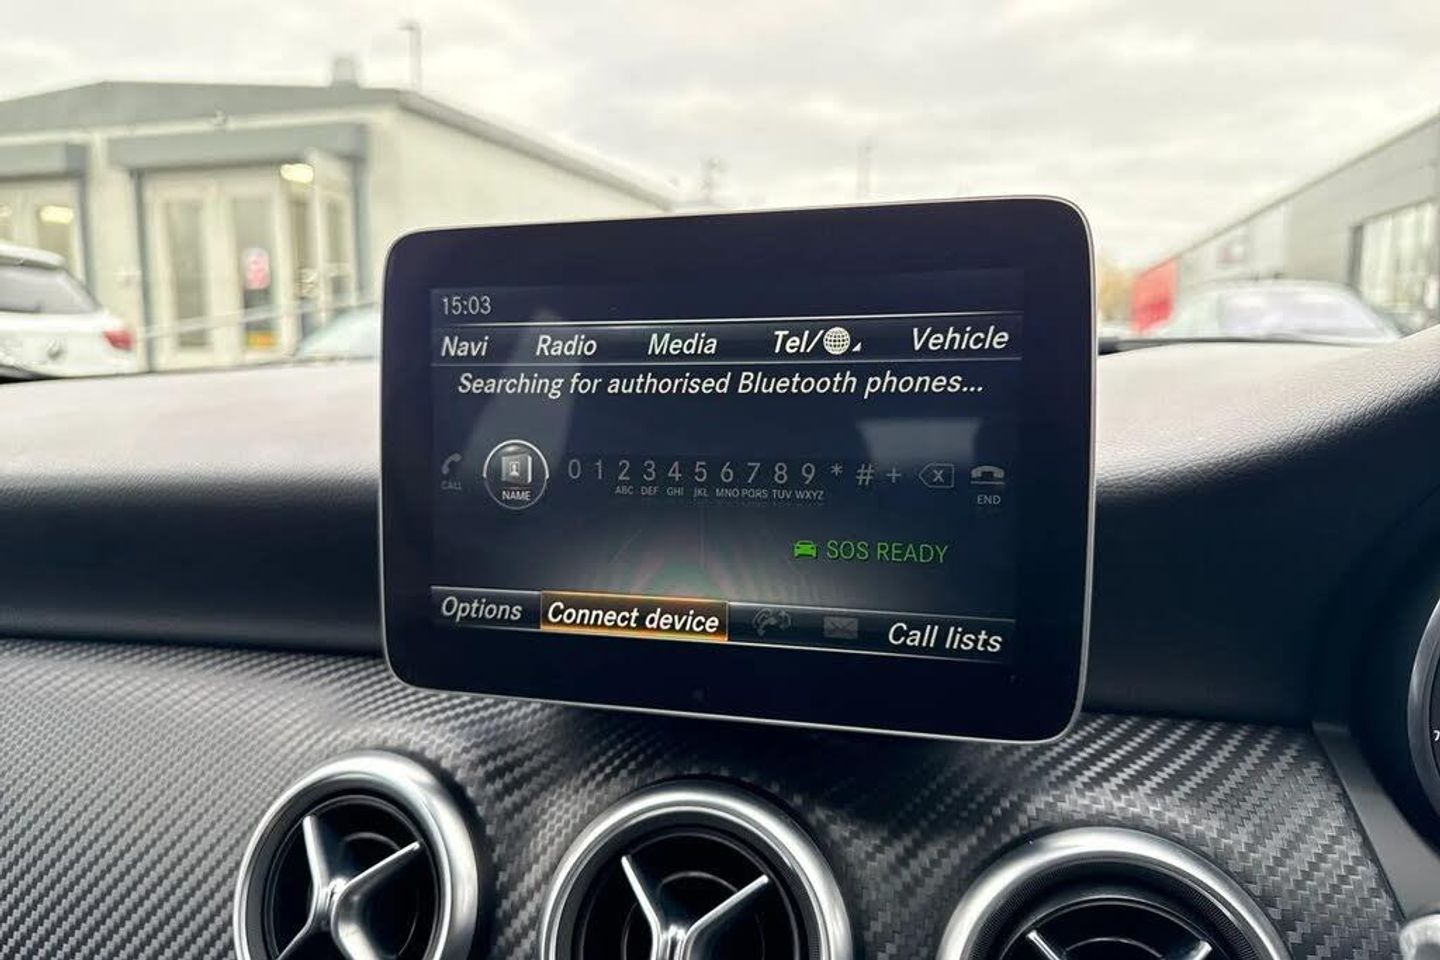 15:03
Navi Radio Media Tel/ Vehicle
Searching for authorised Bluetooth phones...
CALL NAME 0 1 2 ABC 3 DEF 4 GHI 5 JKL 6 MNO 7 PQRS 8 TUV 9 WXYZ * # + X END
SOS READY
Options Connect device Call lists